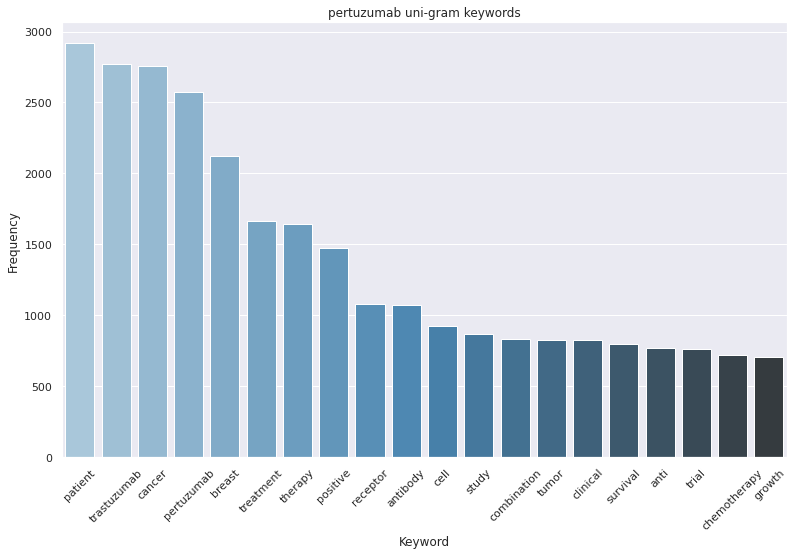 pertuzumab uni-gram keywords
Frequency
3000
2500
2000
1500
1000
500
0
patient
trastuzumab
cancer
pertuzumab
breast
treatment
therapy
positive
receptor
antibody
cell
study
combination
tumor
clinical
survival
anti
trial
chemotherapy
growth
Keyword